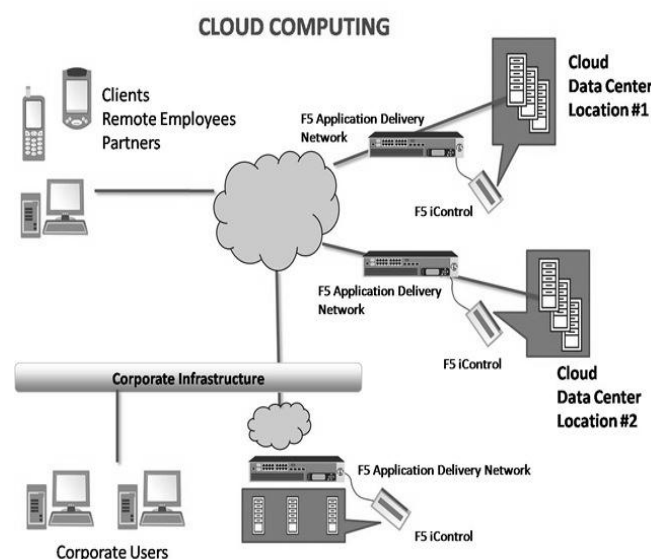 CLOUD COMPUTING
Clients
Remote Employees
Partners
F5 Application Delivery
Network
F5 iControl
Cloud
Data Center
Location #1
F5 Application Delivery
Network
F5 iControl
Cloud
Data Center
Location #2
Corporate Infrastructure
F5 Application Delivery Network
F5 iControl
Corporate Users